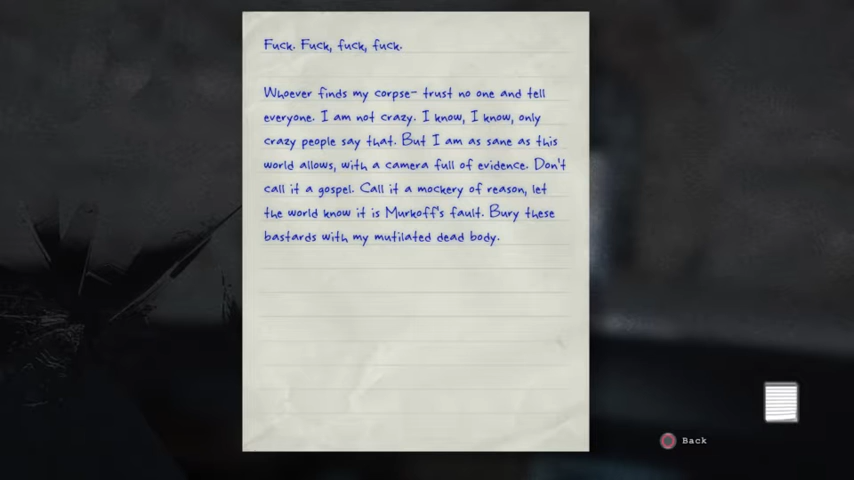 Fuck. Fuck, fuck, fuck.
Whoever finds my corpse- trust no one and tell
everyone. I am not crazy. I know, I know, only
crazy people say that. But I am as sane as this
world allows, with a camera full of evidence. Don't
call it a gospel. Call it a mockery of reason, let
the world know it is Murkoff's fault. Bury these
bastards with my mutilated dead body.
Back